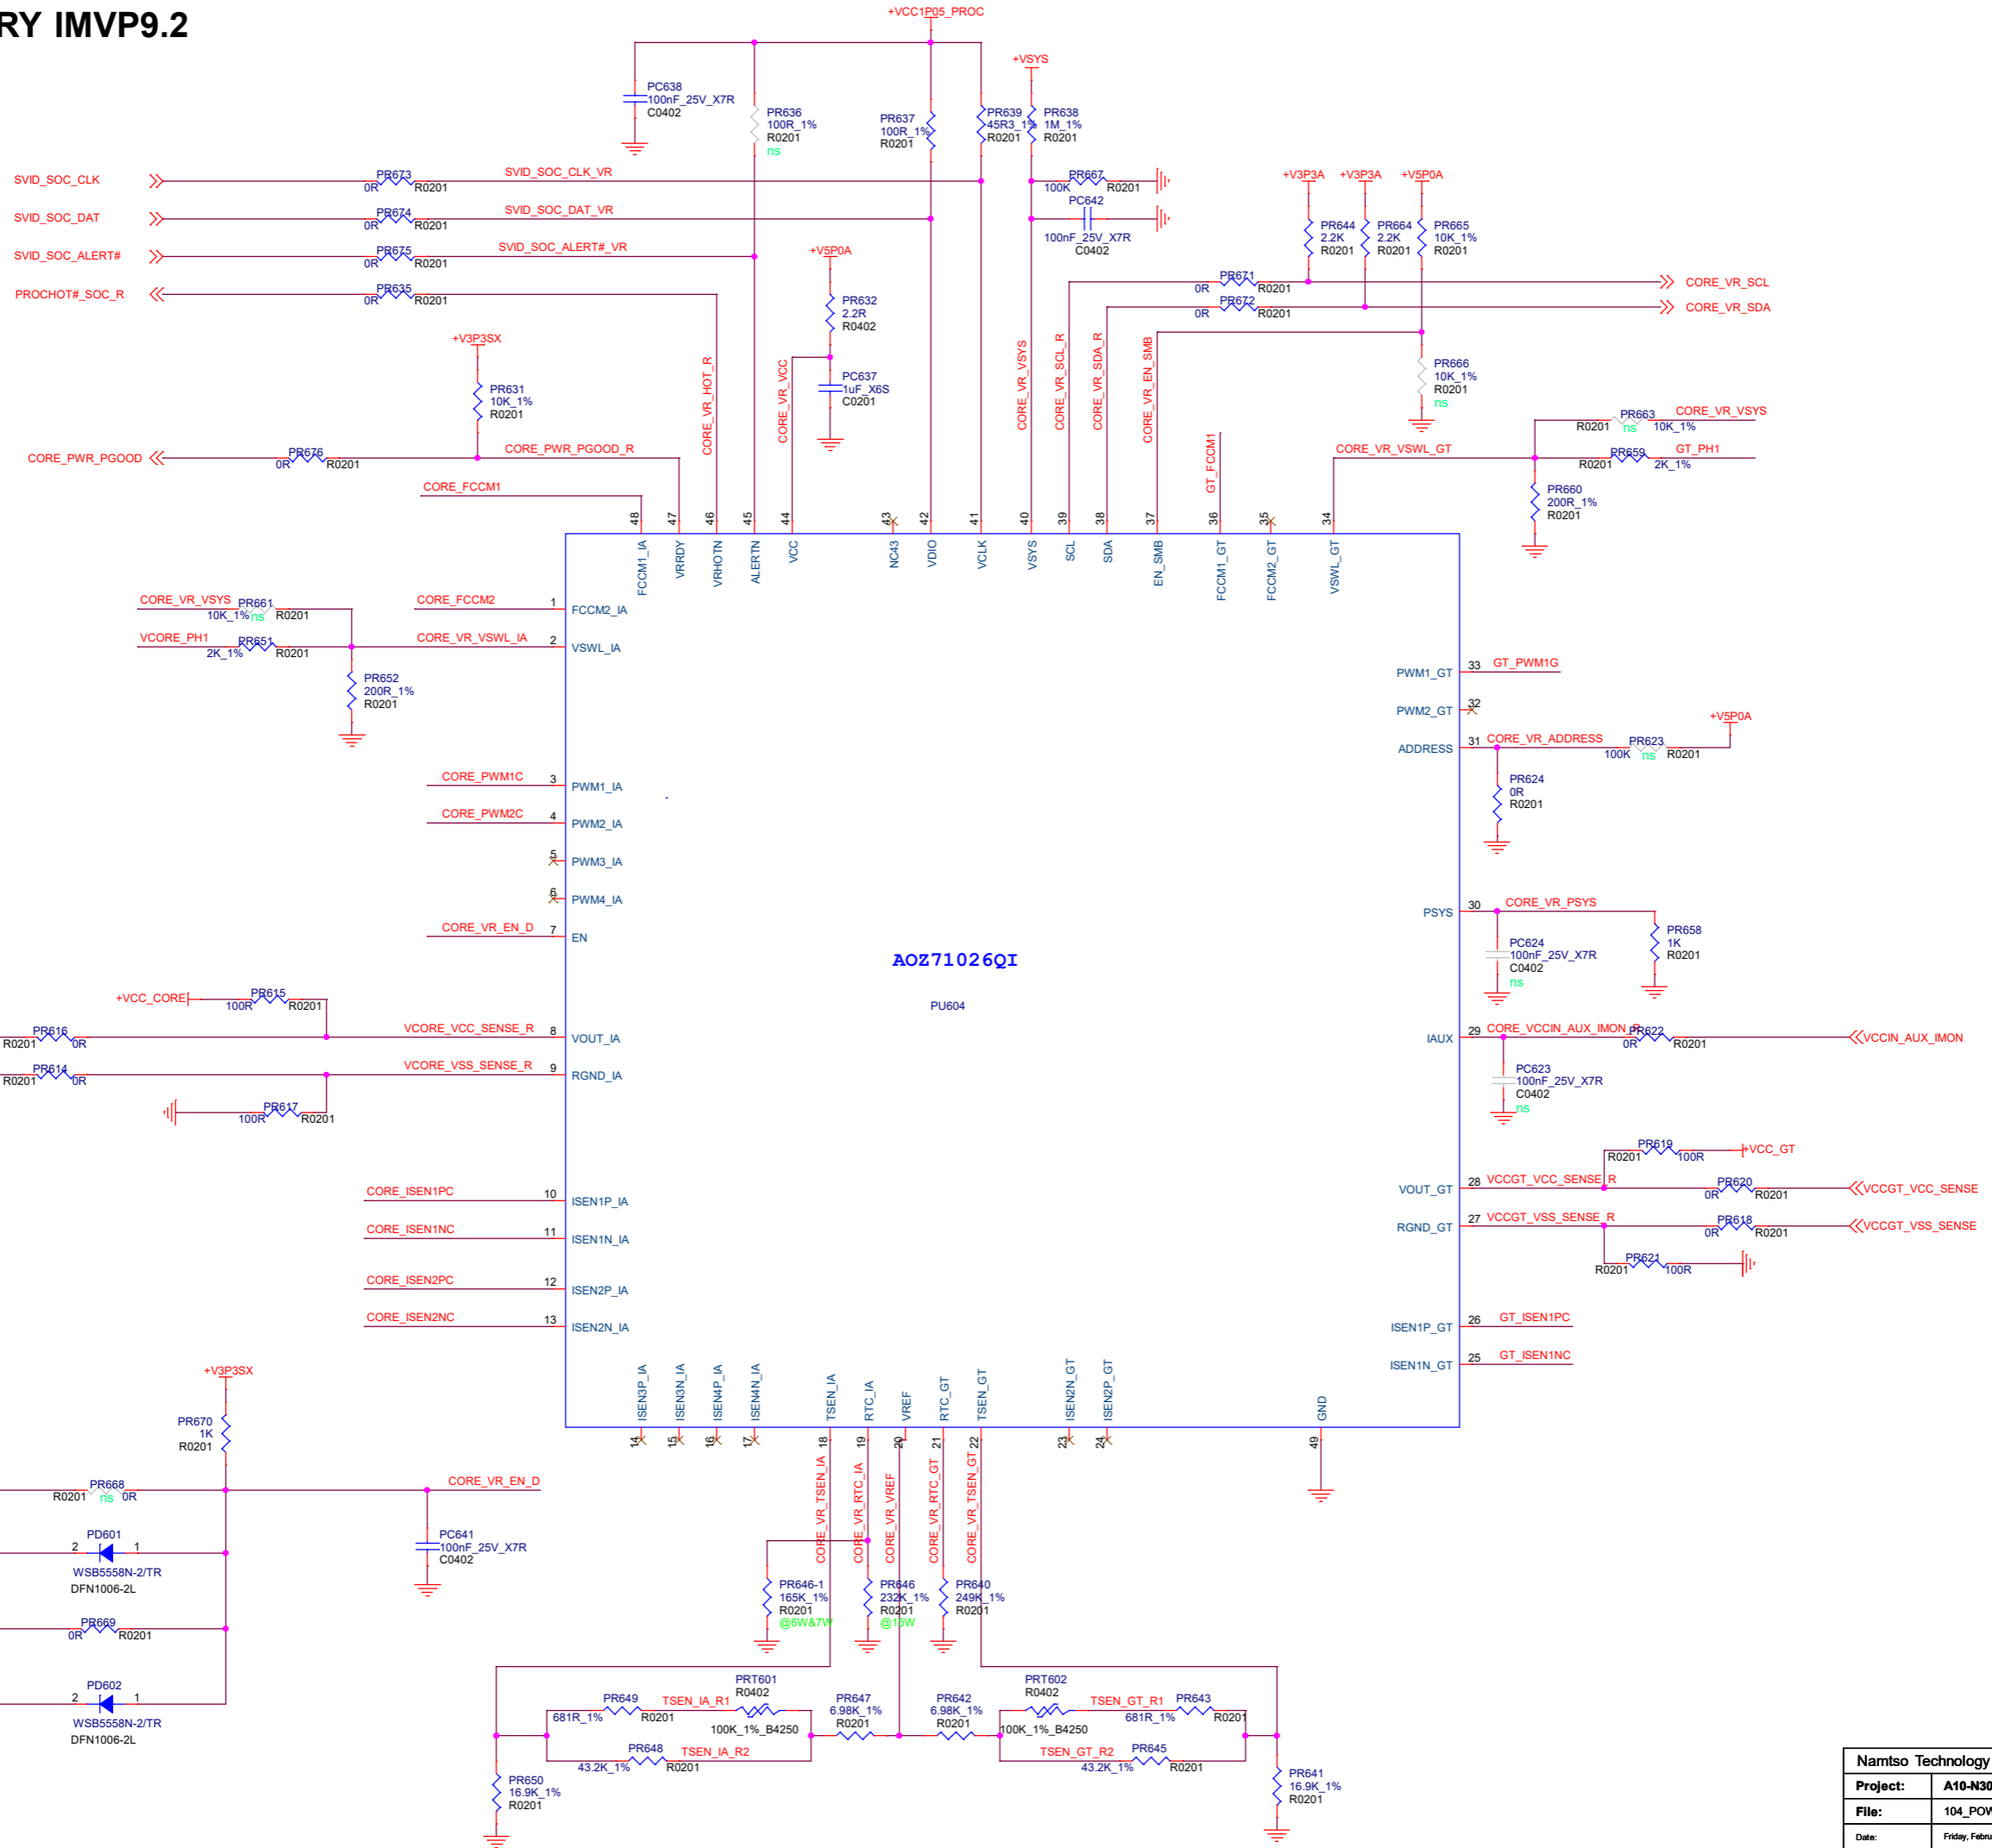 RY IMVP9.2
+VCC1P05_PROC
+VSYS
PC638
100nF_25V_X7R
C0402
PR636
100R_1%
R0201
ns
PR637
100R_1%
R0201
PR639
45R3_1%
R0201
PR638
1M_1%
R0201
SVID_SOC_CLK
PR673
0R
R0201
SVID_SOC_CLK_VR
SVID_SOC_DAT
PR674
0R
R0201
SVID_SOC_DAT_VR
SVID_SOC_ALERT#
PR675
0R
R0201
SVID_SOC_ALERT#_VR
PROCHOT#_SOC_R
PR635
0R
R0201
PR667
100K
R0201
PC642
100nF_25V_X7R
C0402
+V3P3A
+V3P3A
+V5P0A
PR644
2.2K
R0201
PR664
2.2K
R0201
PR665
10K_1%
R0201
+V5P0A
PR632
2.2R
R0402
PR671
0R
R0201
CORE_VR_SCL
PR672
0R
R0201
CORE_VR_SDA
+V3P3SX
PR631
10K_1%
R0201
PC637
1uF_X6S
C0201
PR666
10K_1%
R0201
ns
CORE_VR_HOT_R
CORE_VR_VCC
CORE_VR_VSYS
CORE_VR_SCL_R
CORE_VR_SDA_R
CORE_VR_EN_SMB
GT_FCCM1
PR663
R0201
ns
10K_1%
CORE_VR_VSYS
CORE_PWR_PGOOD
PR676
0R
R0201
CORE_PWR_PGOOD_R
CORE_VR_VSWL_GT
PR659
R0201
2K_1%
GT_PH1
CORE_FCCM1
PR660
200R_1%
R0201
48
47
46
45
44
43
42
41
40
39
38
37
36
35
34
FCCM1_IA
VRRDY
VRHOTN
ALERTN
VCC
NC43
VDIO
VCLK
VSYS
SCL
SDA
EN_SMB
FCCM1_GT
FCCM2_GT
VSWL_GT
CORE_VR_VSYS
PR661
10K_1%
ns
R0201
CORE_FCCM2
1
FCCM2_IA
VCORE_PH1
PR651
2K_1%
R0201
CORE_VR_VSWL_IA
2
VSWL_IA
PR652
200R_1%
R0201
PWM1_GT
33
GT_PWM1G
PWM2_GT
32
+V5P0A
ADDRESS
31
CORE_VR_ADDRESS
PR623
100K
ns
R0201
PR624
0R
R0201
CORE_PWM1C
3
PWM1_IA
CORE_PWM2C
4
PWM2_IA
5
PWM3_IA
6
PWM4_IA
CORE_VR_EN_D
7
EN
AOZ71026QI
PU604
PSYS
30
CORE_VR_PSYS
PC624
100nF_25V_X7R
C0402
ns
PR658
1K
R0201
+VCC_CORE
PR615
100R
R0201
PR616
R0201
0R
VCORE_VCC_SENSE_R
8
VOUT_IA
PR614
R0201
0R
VCORE_VSS_SENSE_R
9
RGND_IA
PR617
100R
R0201
IAUX
29
CORE_VCCIN_AUX_IMON_R
PR622
0R
R0201
VCCIN_AUX_IMON
PC623
100nF_25V_X7R
C0402
ns
PR619
R0201
100R
+VCC_GT
VOUT_GT
28
VCCGT_VCC_SENSE_R
PR620
0R
R0201
VCCGT_VCC_SENSE
RGND_GT
27
VCCGT_VSS_SENSE_R
PR618
0R
R0201
VCCGT_VSS_SENSE
PR621
R0201
100R
CORE_ISEN1PC
10
ISEN1P_IA
CORE_ISEN1NC
11
ISEN1N_IA
CORE_ISEN2PC
12
ISEN2P_IA
CORE_ISEN2NC
13
ISEN2N_IA
ISEN1P_GT
26
GT_ISEN1PC
ISEN1N_GT
25
GT_ISEN1NC
ISEN3P_IA
ISEN3N_IA
ISEN4P_IA
ISEN4N_IA
TSEN_IA
RTC_IA
VREF
RTC_GT
TSEN_GT
ISEN2N_GT
ISEN2P_GT
GND
14
15
16
17
18
19
20
21
22
23
24
49
+V3P3SX
PR670
1K
R0201
PR668
R0201
ns
0R
CORE_VR_EN_D
PD601
2
1
WSB5558N-2/TR
DFN1006-2L
PC641
100nF_25V_X7R
C0402
PR669
0R
R0201
PD602
2
1
WSB5558N-2/TR
DFN1006-2L
CORE_VR_TSEN_IA
CORE_VR_RTC_IA
CORE_VR_VREF
CORE_VR_RTC_GT
CORE_VR_TSEN_GT
PR646-1
165K_1%
R0201
@6W&7W
PR646
232K_1%
R0201
@15W
PR640
249K_1%
R0201
PR649
681R_1%
R0201
TSEN_IA_R1
PRT601
R0402
100K_1%_B4250
PR647
6.98K_1%
R0201
PR642
6.98K_1%
R0201
PRT602
R0402
100K_1%_B4250
TSEN_GT_R1
PR643
681R_1%
R0201
PR648
43.2K_1%
R0201
TSEN_IA_R2
TSEN_GT_R2
PR645
43.2K_1%
R0201
PR650
16.9K_1%
R0201
PR641
16.9K_1%
R0201
Namtso Technology
Project:
A10-N30
File:
104_POW
Date:
Friday, Febru